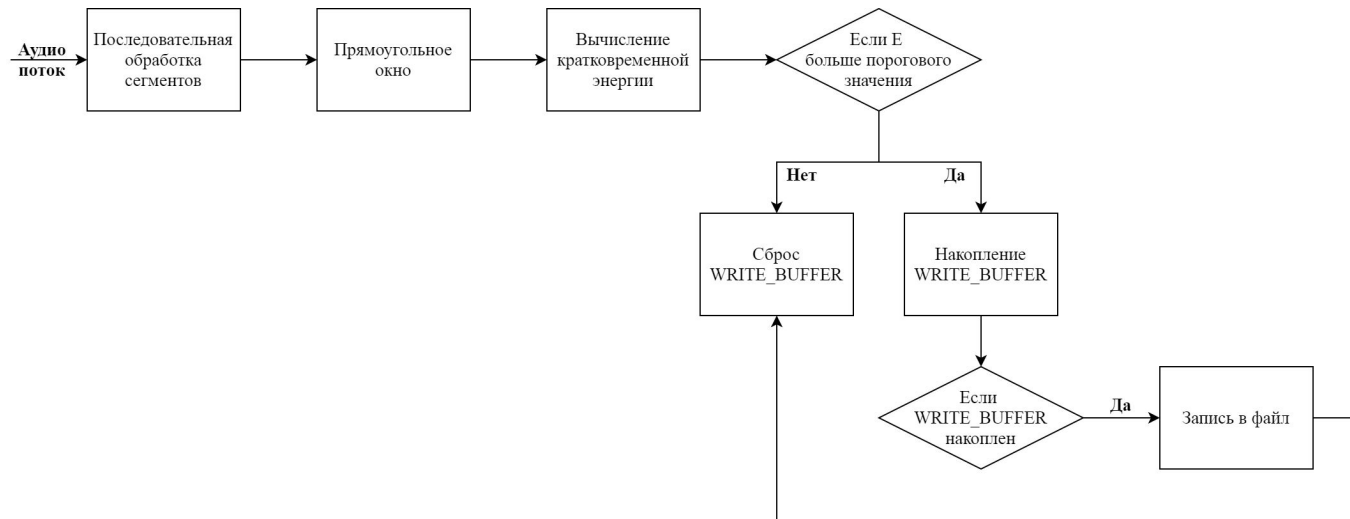 Аудио
поток
Последовательная
обработка
сегментов
Прямоугольное
окно
Вычисление
кратковременной
энергии
Если E
больше порогового
значения
Нет
Да
Сброс
WRITE_BUFFER
Накопление
WRITE_BUFFER
Если
WRITE_BUFFER
накоплен
Да
Запись в файл